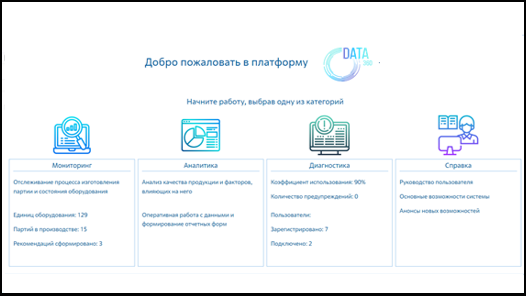 Добро пожаловать в платформу
DATA
360
Начните работу, выбрав одну из категорий
Мониторинг
Отслеживание процесса изготовления
партии и состояния оборудования
Единиц оборудования: 129
Партий в производстве: 15
Рекомендаций сформировано: 3
Аналитика
Анализ качества продукции и факторов,
влияющих на него
Оперативная работа с данными и
формирование отчетных форм
Диагностика
Коэффициент использования: 90%
Количество предупреждений: 0
Пользователи:
Зарегистрировано: 7
Подключено: 2
Справка
Руководство пользователя
Основные возможности системы
Анонсы новых возможностей